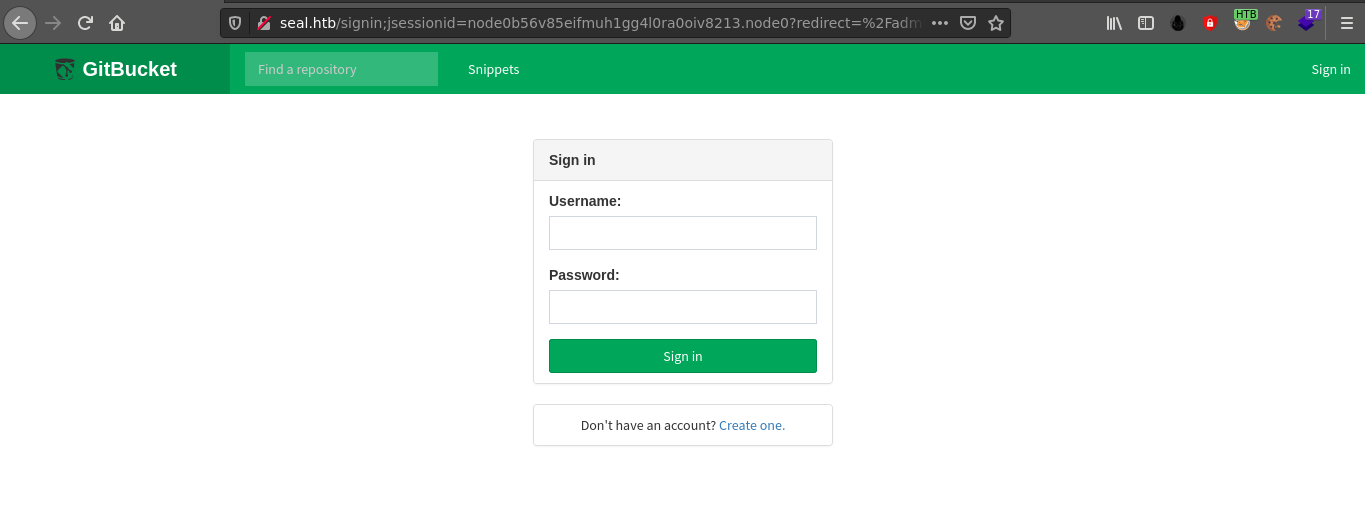 seal.htb/signin;jsessionid=node0b56v85eifmuh1gg4l0ra0oiv8213.node0?redirect=%2Fadm
HTB
17
GitBucket
Find a repository
Snippets
Sign in
Sign in
Username:
Password:
Sign in
Don't have an account? Create one.